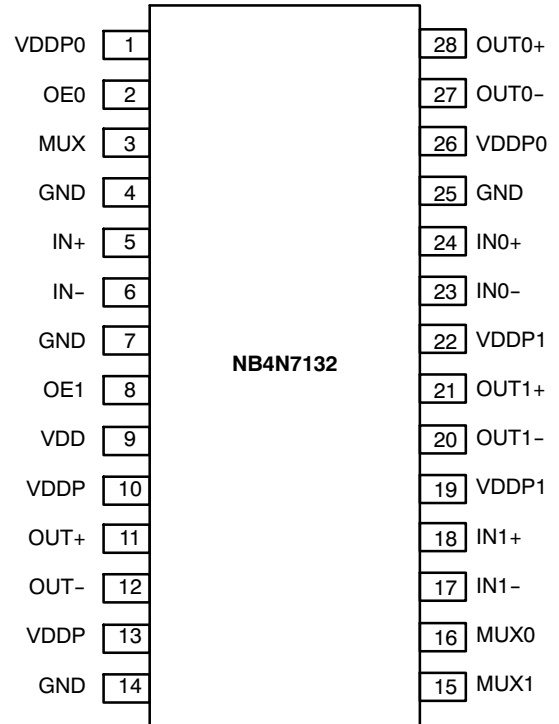 VDDP0 1 28 OUT0+
OE0 2 27 OUT0-
MUX 3 26 VDDP0
GND 4 25 GND
IN+ 5 24 IN0+
IN- 6 23 IN0-
GND 7 22 VDDP1
NB4N7132
OE1 8 21 OUT1+
VDD 9 20 OUT1-
VDDP 10 19 VDDP1
OUT+ 11 18 IN1+
OUT- 12 17 IN1-
VDDP 13 16 MUX0
GND 14 15 MUX1